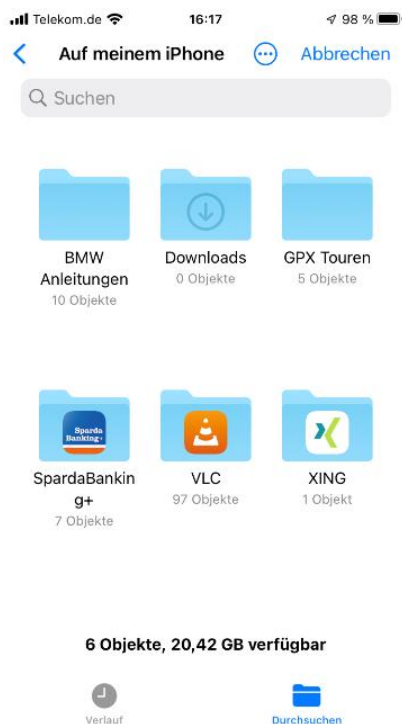 Telekom.de 16:17 98 %
Auf meinem iPhone Abbrechen
Suchen
BMW Anleitungen
10 Objekte
Downloads
0 Objekte
GPX Touren
5 Objekte
Sparda
Banking+
SpardaBankin
g+
7 Objekte
VLC
97 Objekte
XING
1 Objekt
6 Objekte, 20,42 GB verfügbar
Verlauf Durchsuchen